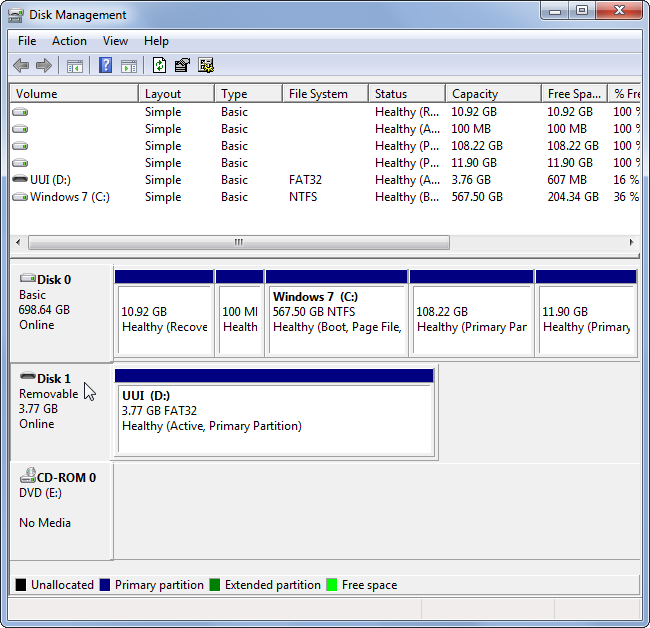 Disk Management
File Action View Help
Volume Layout Type File System Status Capacity Free Spa... % Fre
Simple Basic Healthy (R... 10.92 GB 10.92 GB 100 %
Simple Basic Healthy (A... 100 MB 100 MB 100 %
Simple Basic Healthy (P... 108.22 GB 108.22 GB 100 %
Simple Basic Healthy (P... 11.90 GB 11.90 GB 100 %
UUI (D:) Simple Basic FAT32 Healthy (A... 3.76 GB 607 MB 16 %
Windows 7 (C:) Simple Basic NTFS Healthy (B... 567.50 GB 204.34 GB 36 %
Disk 0
Basic
698.64 GB
Online
10.92 GB
Healthy (Recove
100 MI
Health
Windows 7 (C:)
567.50 GB NTFS
Healthy (Boot, Page File,
108.22 GB
Healthy (Primary Par
11.90 GB
Healthy (Primary
Disk 1
Removable
3.77 GB
Online
UUI (D:)
3.77 GB FAT32
Healthy (Active, Primary Partition)
CD-ROM 0
DVD (E:)
No Media
Unallocated Primary partition Extended partition Free space